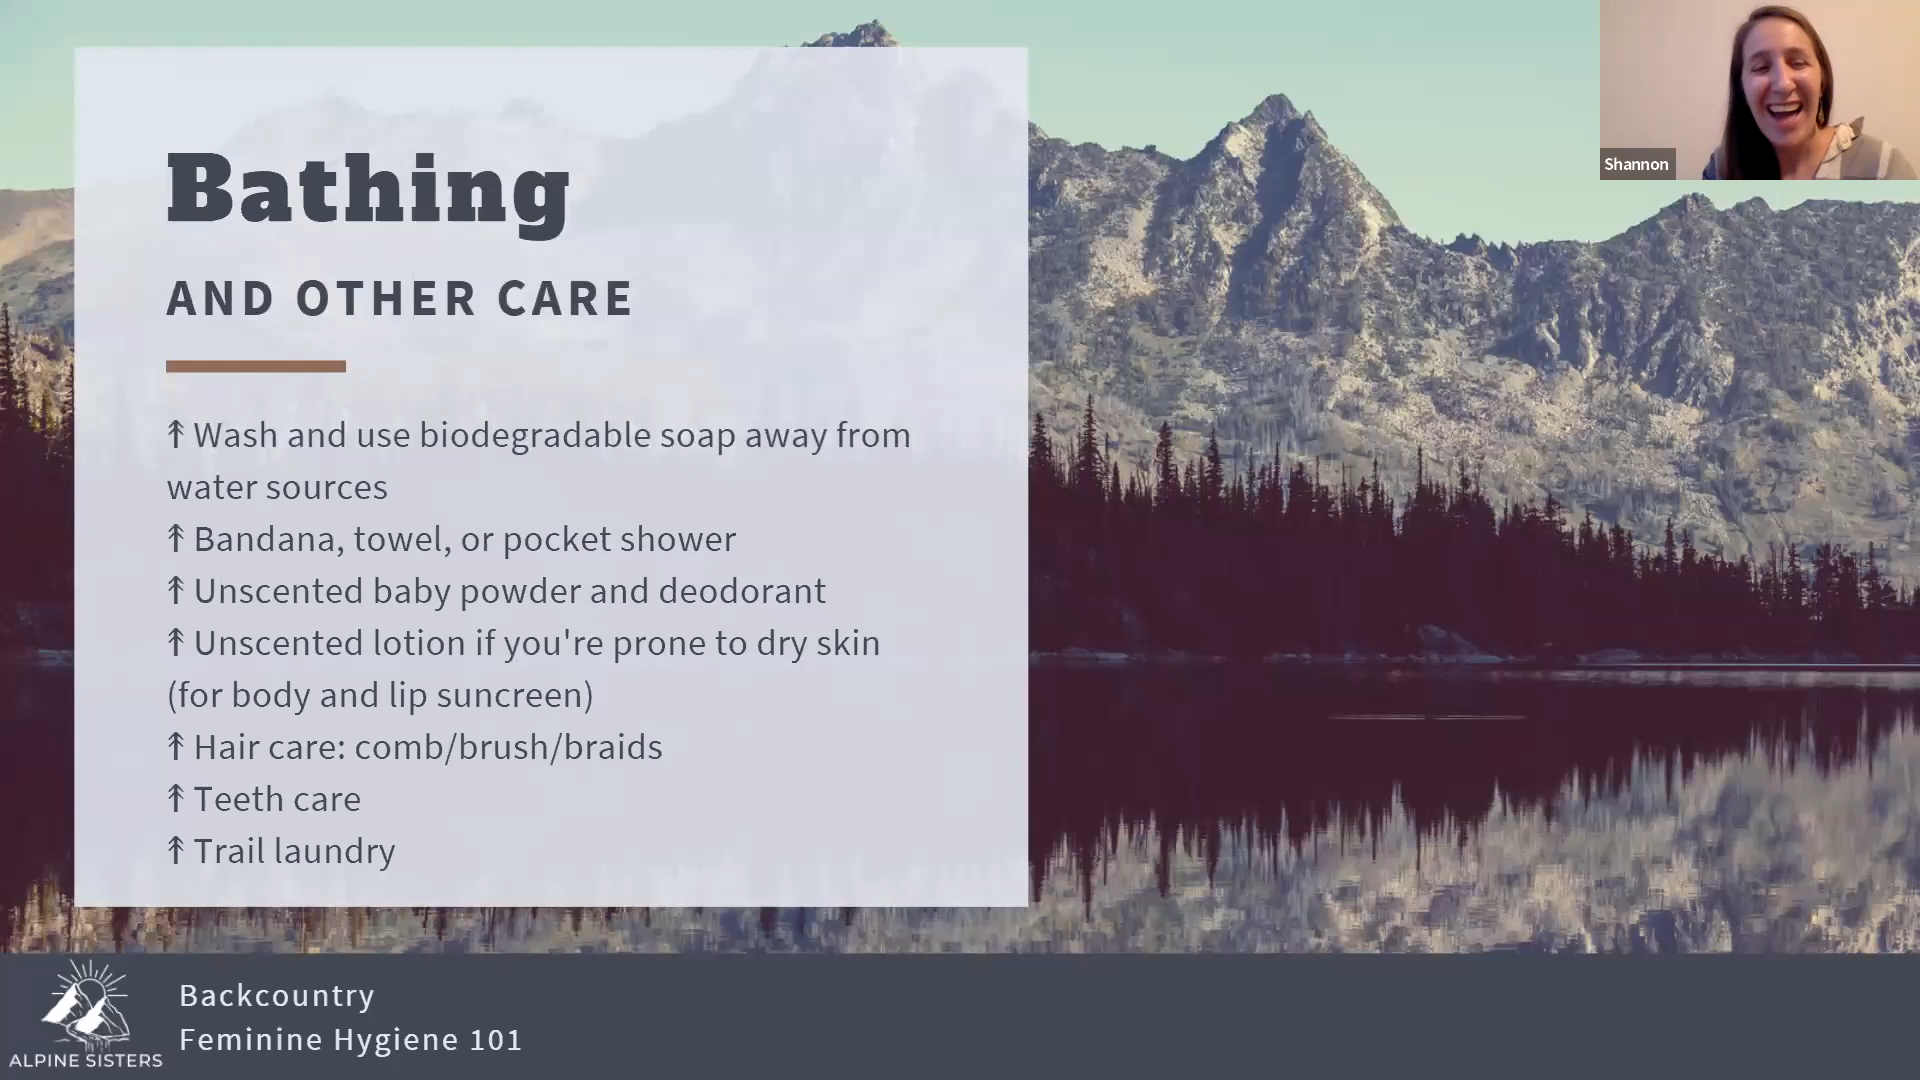 Shannon
Bathing
AND OTHER CARE
↟ Wash and use biodegradable soap away from
water sources
↟ Bandana, towel, or pocket shower
↟ Unscented baby powder and deodorant
↟ Unscented lotion if you're prone to dry skin
(for body and lip suncreen)
↟ Hair care: comb/brush/braids
↟ Teeth care
↟ Trail laundry
Backcountry
Feminine Hygiene 101
ALPINE SISTERS